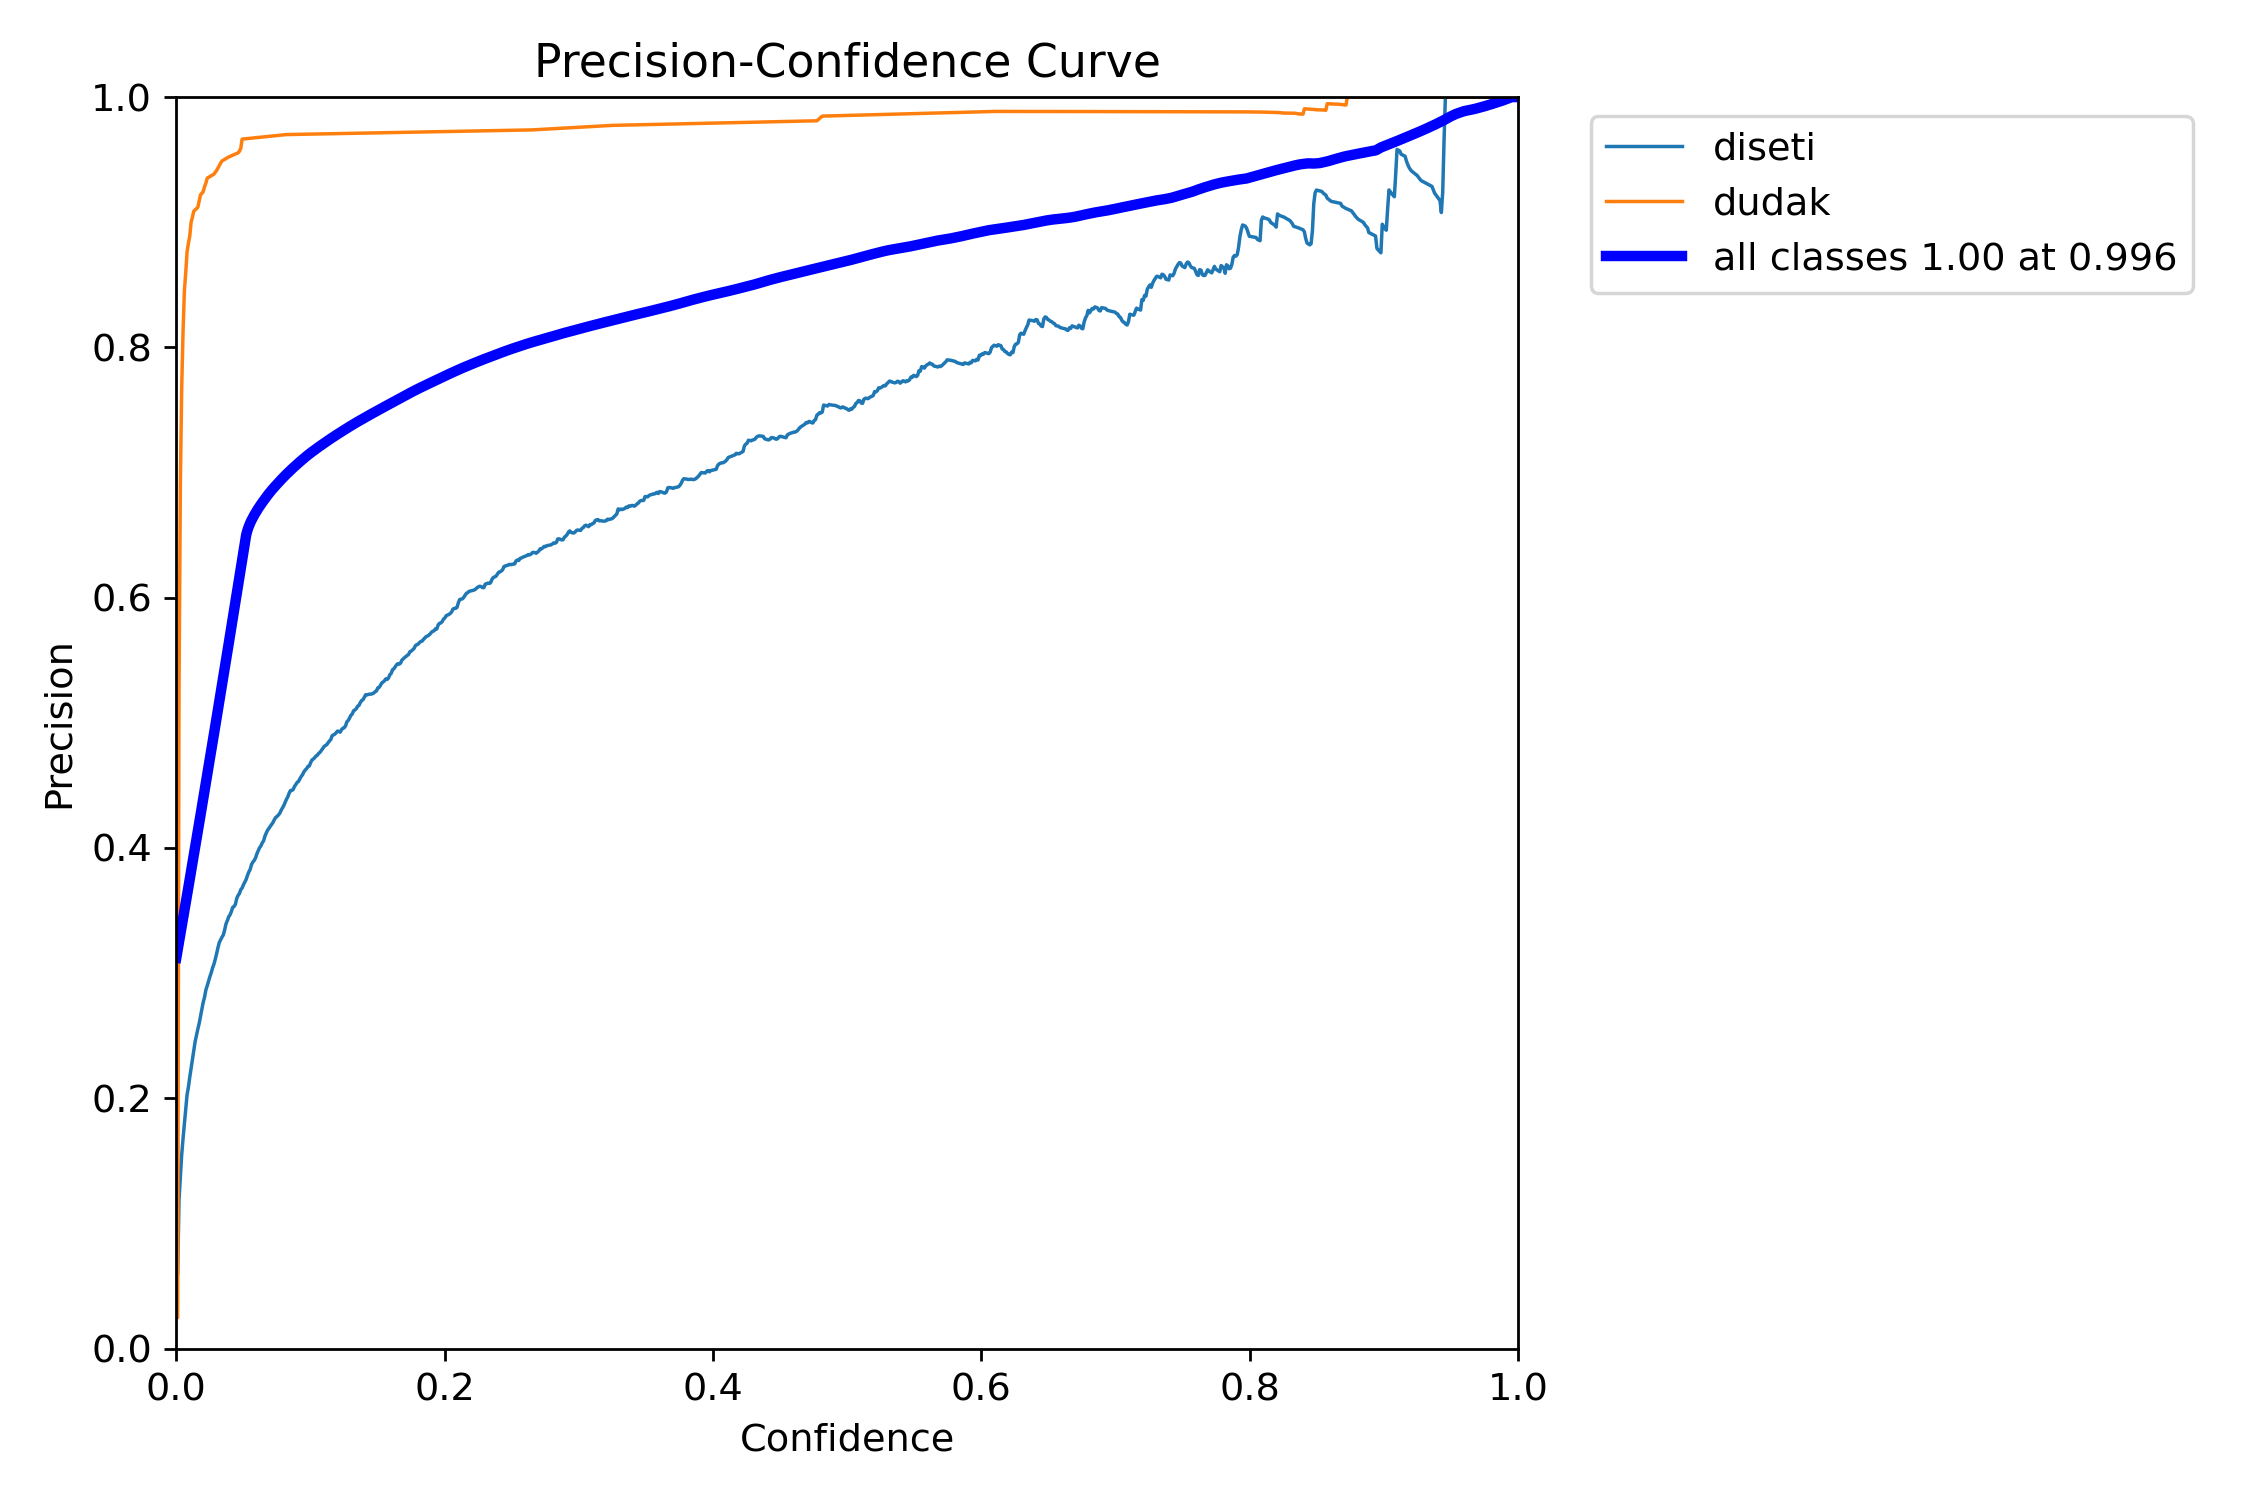 Precision-Confidence Curve
1.0
0.8
0.6
0.4
0.2
0.0
Precision
0.0 0.2 0.4 0.6 0.8 1.0
Confidence
diseti
dudak
all classes 1.00 at 0.996